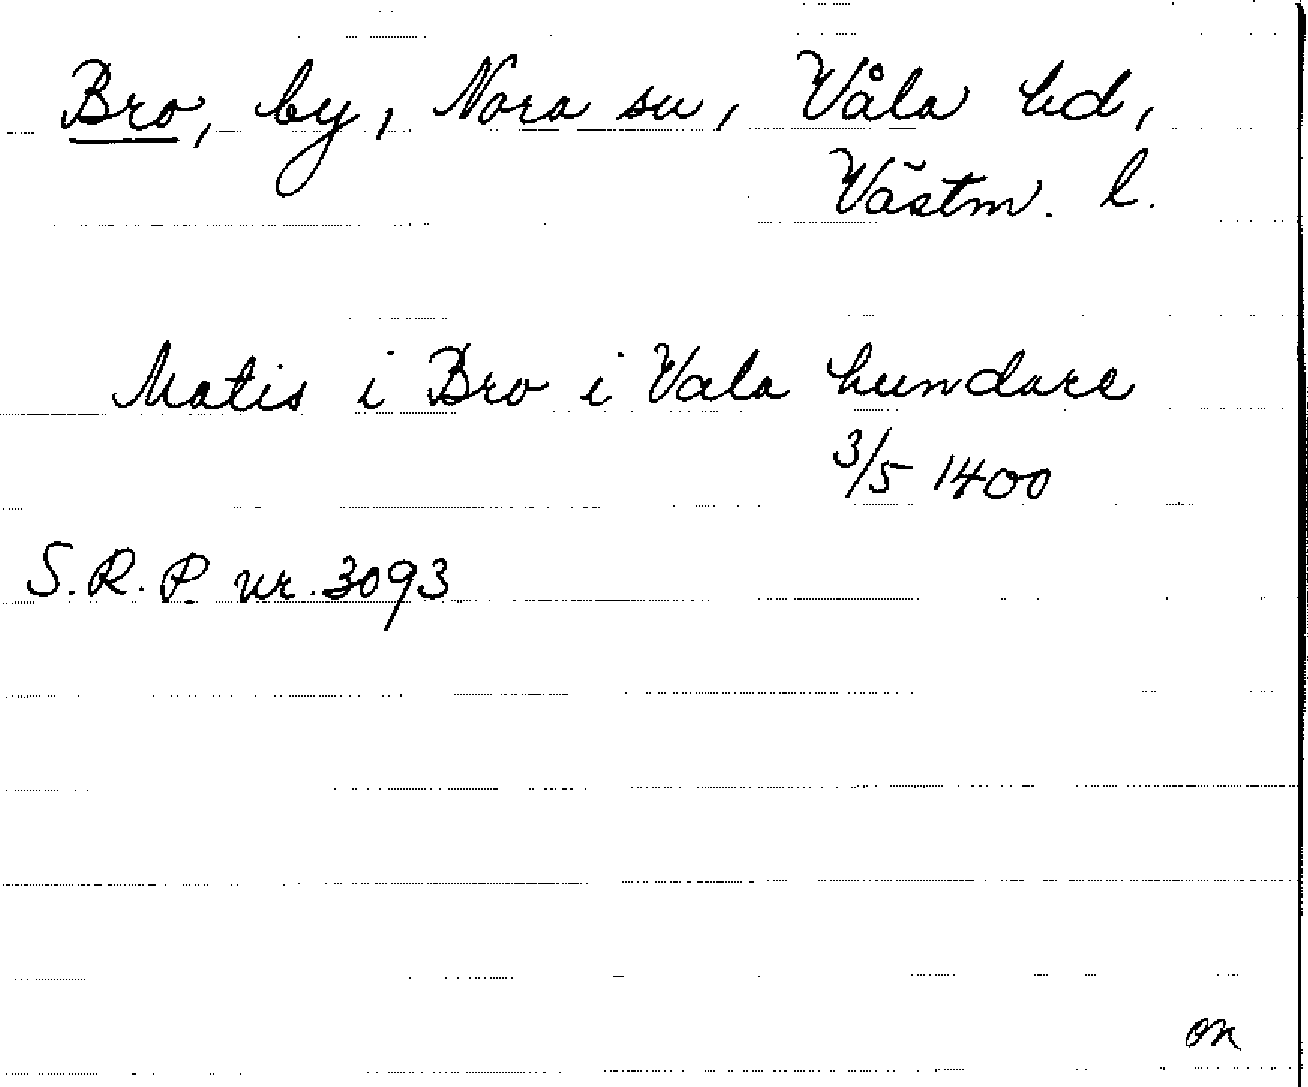 Bro, by, Nora sn, Våla hd,
Västm. l.
Matis i Bro i Vala hundare
3/5 1400
S.R.P. nr. 3093